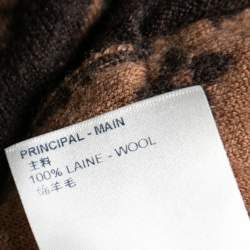 PRINCIPAL - MAIN
主料
100% LAINE - WOOL
绵羊毛